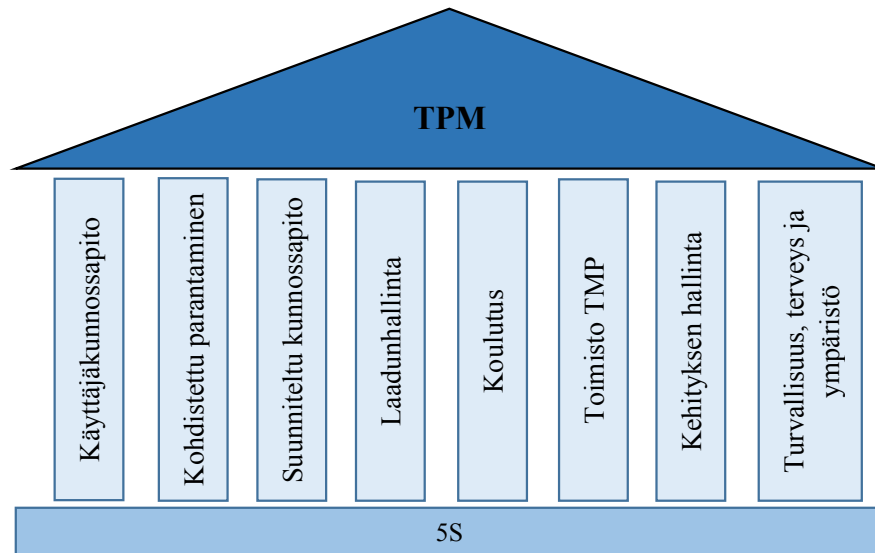 TPM
Käyttäjäkunnossapito
Kohdistettu parantaminen
Suunniteltu kunnossapito
Laadunhallinta
Koulutus
Toimisto TMP
Kehityksen hallinta
Turvallisuus, terveys ja
ympäristö
5S